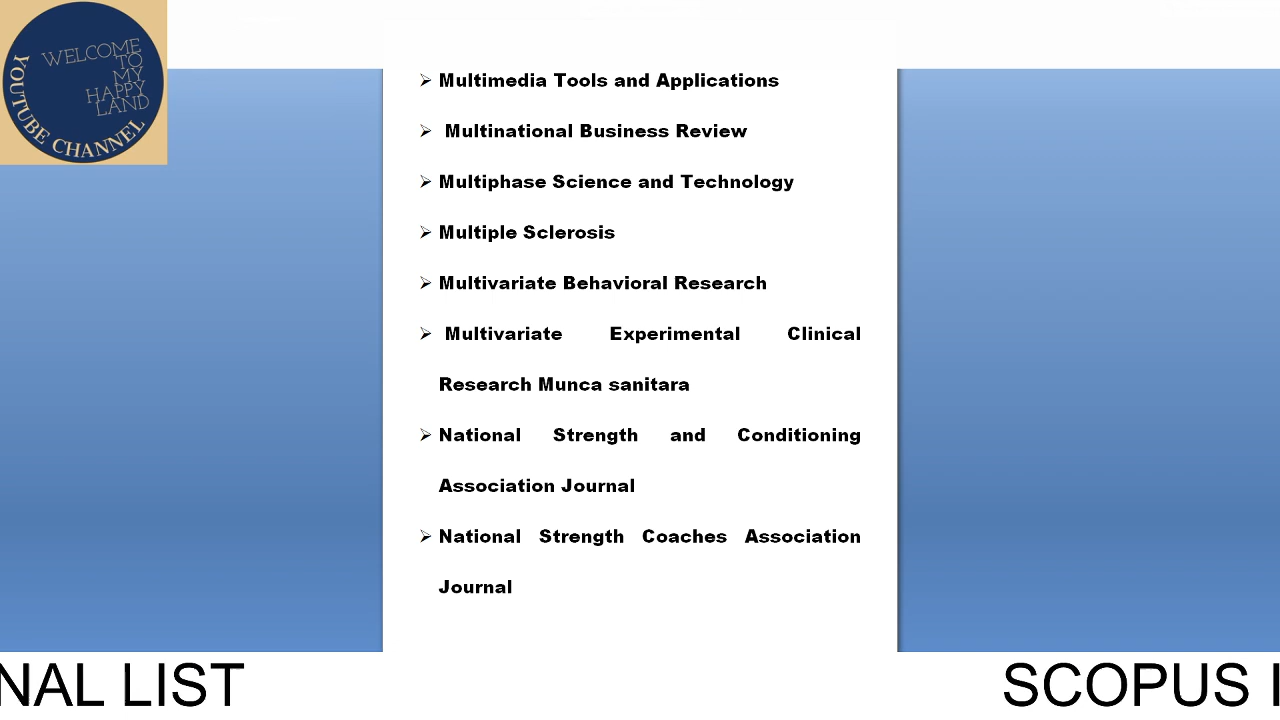 WELCOME
TO
MY
HAPPY
LAND
YOUTUBE CHANNEL
➢ Multimedia Tools and Applications
➢ Multinational Business Review
➢ Multiphase Science and Technology
➢ Multiple Sclerosis
➢ Multivariate Behavioral Research
➢ Multivariate Experimental Clinical
Research Munca sanitara
➢ National Strength and Conditioning
Association Journal
➢ National Strength Coaches Association
Journal
NAL LIST
SCOPUS